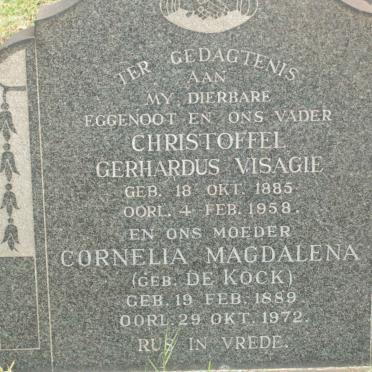 TER GEDAGTENIS
AAN
MY DIERBARE
EGGENOOT EN ONS VADER
CHRISTOFFEL
GERHARDUS VISAGIE
GEB. 18 OKT. 1885
OORL. 4 FEB. 1958.
EN ONS MOEDER
CORNELIA MAGDALENA
(GEB. DE KOCK)
GEB. 19 FEB. 1889
OORL. 29 OKT. 1972.
RUS IN VREDE.